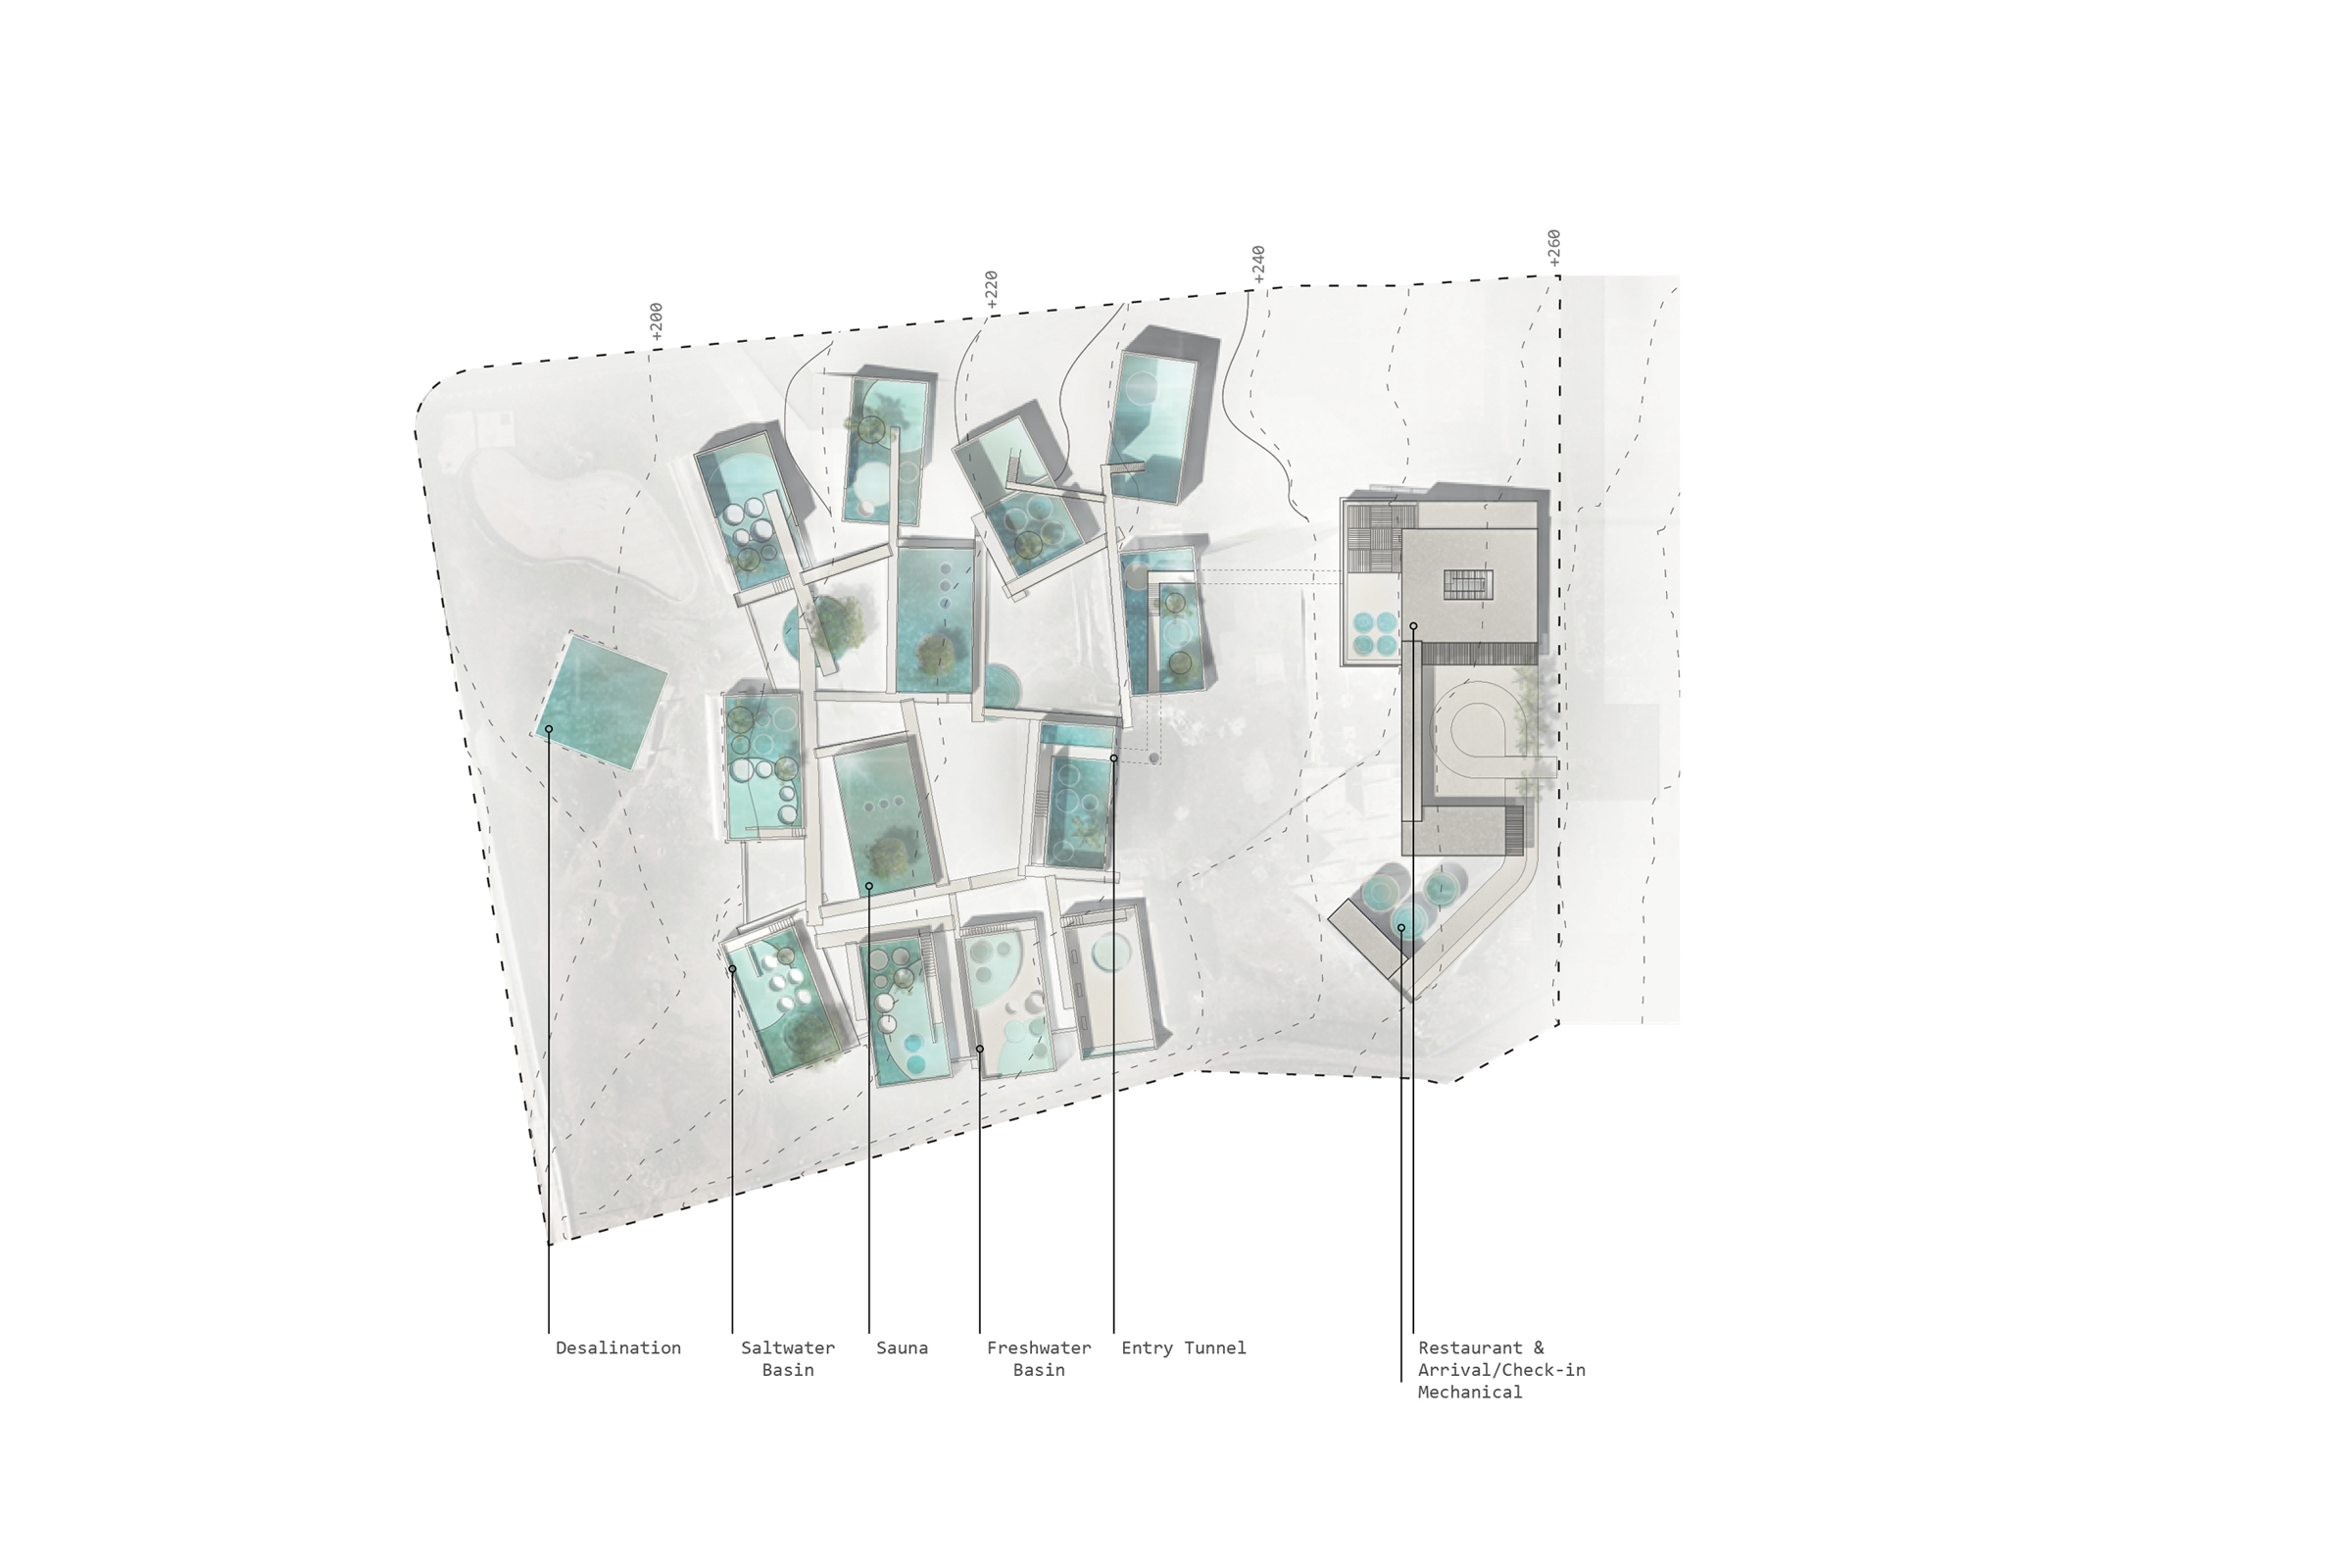 +200
+220
+240
+260
Desalination
Saltwater
Basin
Sauna
Freshwater
Basin
Entry Tunnel
Restaurant &
Arrival/Check-in
Mechanical